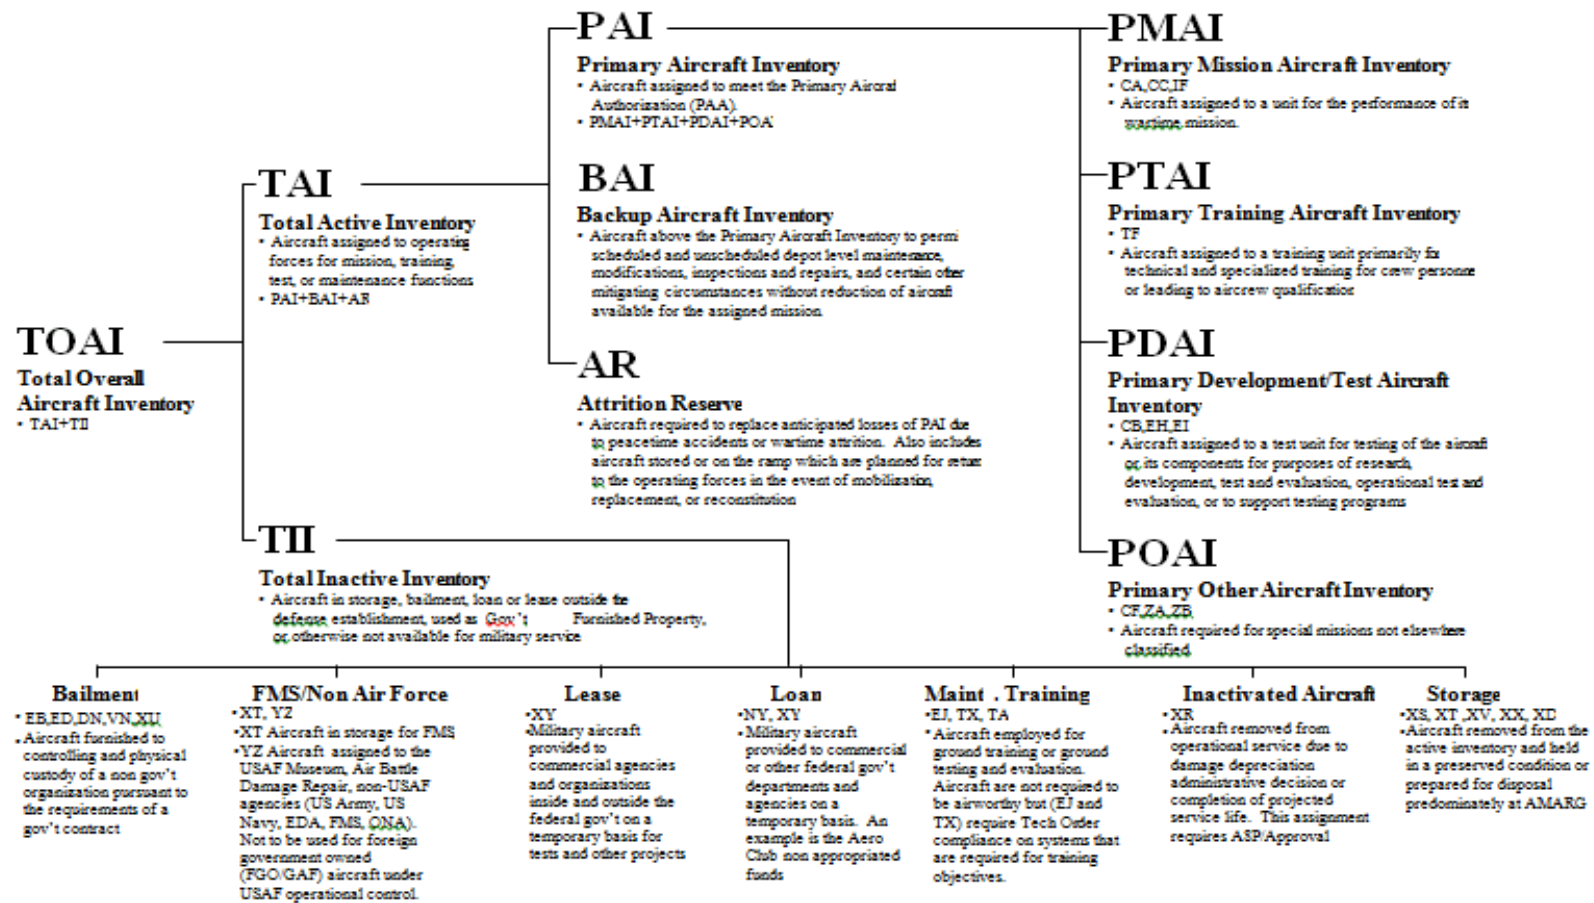 TOAI
Total Overall
Aircraft Inventory
• TAI+TII
TAI
Total Active Inventory
• Aircraft assigned to operating
forces for mission, training,
test, or maintenance functions
• PAI+BAI+AR
TII
Total Inactive Inventory
• Aircraft in storage, bailment, loan or lease outside the
defense establishment, used as Gov't Furnished Property,
or otherwise not available for military service
PAI
Primary Aircraft Inventory
• Aircraft assigned to meet the Primary Aircraf
Authorization (PAA).
• PMAI+PTAI+PDAI+POA
BAI
Backup Aircraft Inventory
• Aircraft above the Primary Aircraft Inventory to permi
scheduled and unscheduled depot level maintenance,
modifications, inspections and repairs, and certain other
mitigating circumstances without reduction of aircraft
available for the assigned mission
AR
Attrition Reserve
• Aircraft required to replace anticipated losses of PAI due
to peacetime accidents or wartime attrition. Also includes
aircraft stored or on the ramp which are planned for return
to the operating forces in the event of mobilization,
replacement, or reconstitution
PMAI
Primary Mission Aircraft Inventory
• CA,CC,IF
• Aircraft assigned to a unit for the performance of its
wartime mission.
PTAI
Primary Training Aircraft Inventory
• TF
• Aircraft assigned to a training unit primarily for
technical and specialized training for crew personne
or leading to aircrew qualification
PDAI
Primary Development/Test Aircraft
Inventory
• CB,EH,EI
• Aircraft assigned to a test unit for testing of the aircraft
or its components for purposes of research,
development, test and evaluation, operational test and
evaluation, or to support testing programs
POAI
Primary Other Aircraft Inventory
• CF,ZA,ZB
• Aircraft required for special missions not elsewhere
classified
Bailment
• EB,ED,DN,VN,XU
• Aircraft furnished to
controlling and physical
custody of a non gov't
organization pursuant to
the requirements of a
gov't contract
FMS/Non Air Force
• XT, YZ
• XT Aircraft in storage for FMS
• YZ Aircraft assigned to the
USAF Museum, Air Battle
Damage Repair, non-USAF
agencies (US Army, US
Navy, EDA, FMS, ONA).
Not to be used for foreign
government owned
(FGO/GAF) aircraft under
USAF operational control.
Lease
• XY
• Military aircraft
provided to
commercial agencies
and organizations
inside and outside the
federal gov't on a
temporary basis for
tests and other projects
Loan
• NY, XY
• Military aircraft
provided to commercial
or other federal gov't
departments and
agencies on a
temporary basis. An
example is the Aero
Club non appropriated
funds
Maint . Training
• EJ, TX, TA
• Aircraft employed for
ground training or ground
testing and evaluation.
Aircraft are not required to
be airworthy but (EJ and
TX) require Tech Order
compliance on systems that
are required for training
objectives.
Inactivated Aircraft
• XR
• Aircraft removed from
operational service due to
damage depreciation
administrative decision or
completion of projected
service life. This assignment
requires ASP/Approval
Storage
• XS, XT ,XV, XX, XD
• Aircraft removed from the
active inventory and held
in a preserved condition or
prepared for disposal
predominately at AMARG